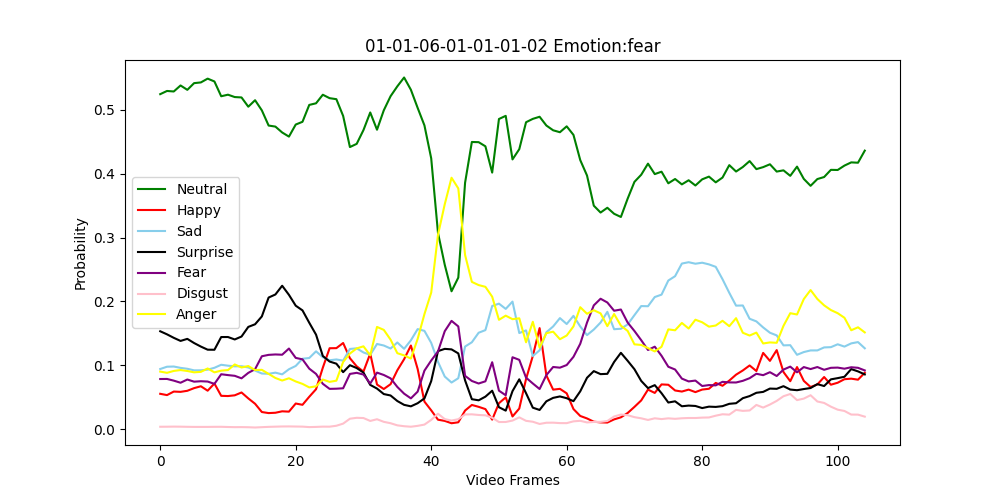 01-01-06-01-01-01-02 Emotion:fear
Probability
0.5
0.4
0.3
0.2
0.1
0.0
Neutral
Happy
Sad
Surprise
Fear
Disgust
Anger
0 20 40 60 80 100
Video Frames